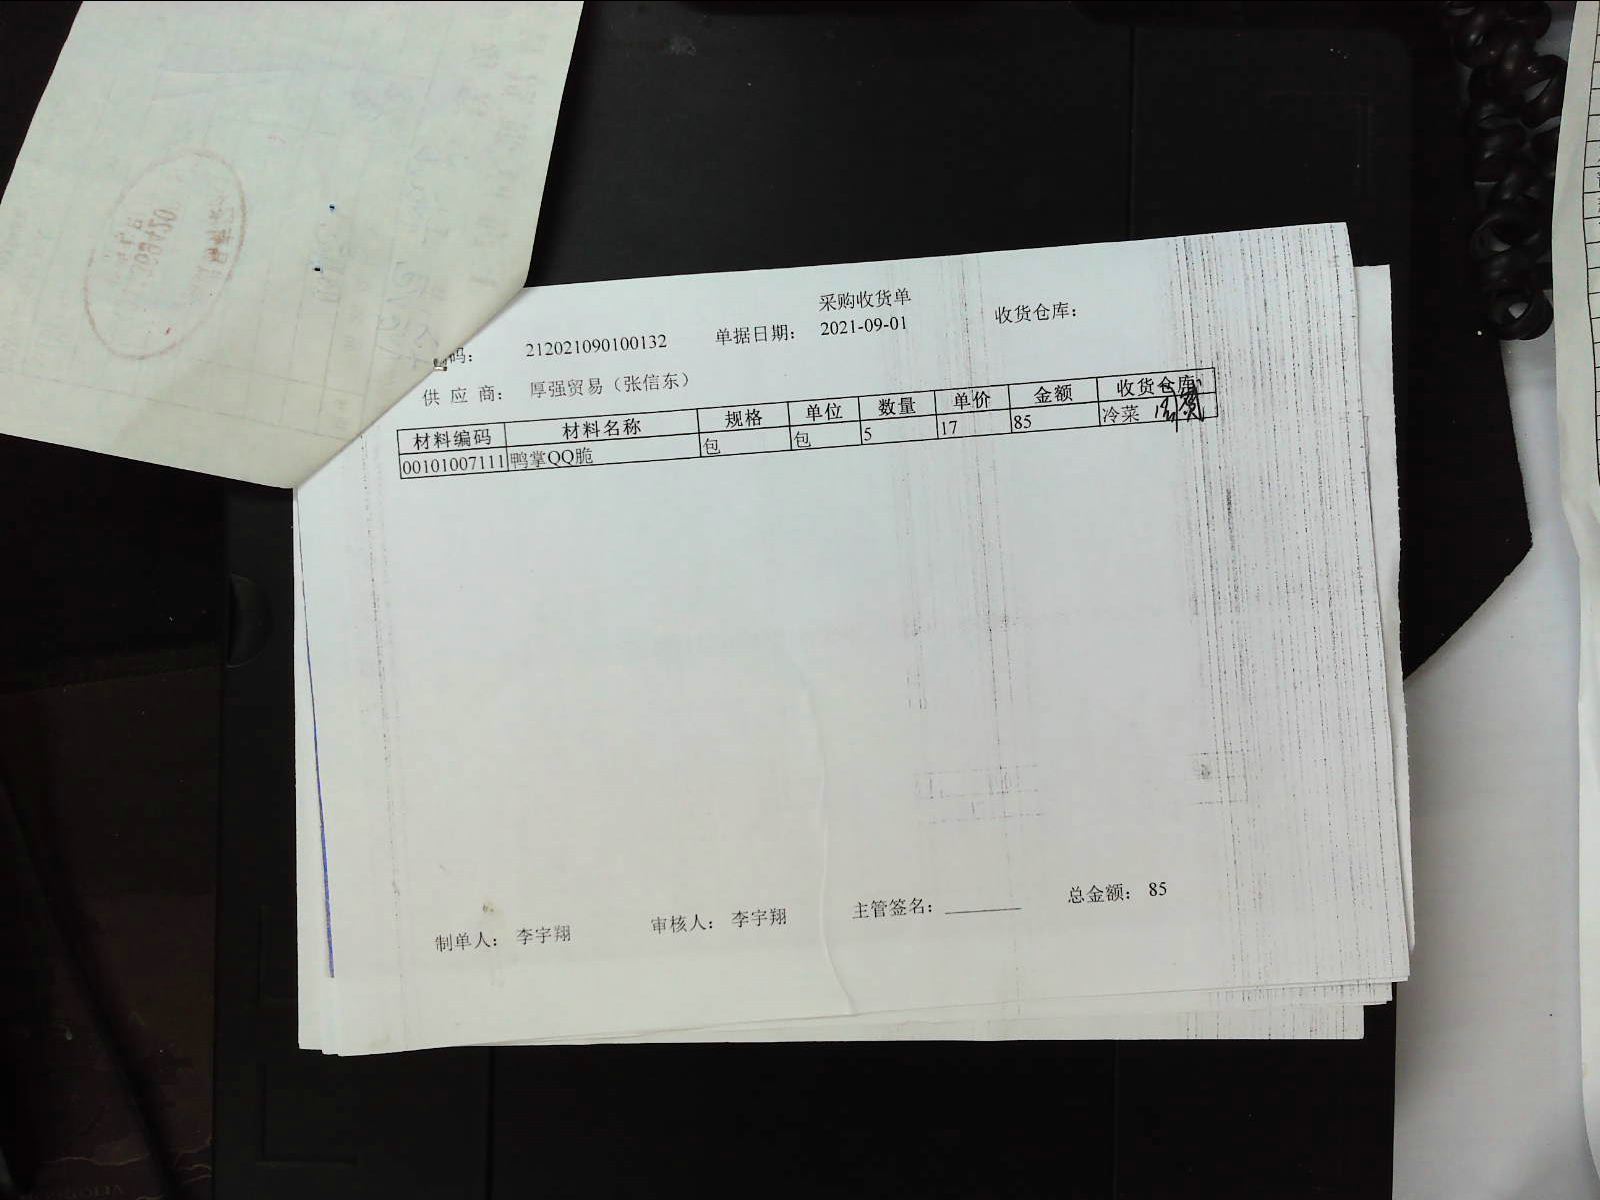 采购收货单
码： 212021090100132 单据日期： 2021-09-01 收货仓库：
供 应 商： 厚强贸易（张信东）
材料编码 材料名称 规格 单位 数量 单价 金额 收货仓库
00101007111 鸭掌QQ脆 包 包 5 17 85 冷菜
制单人： 李宇翔 审核人： 李宇翔 主管签名： 总金额： 85